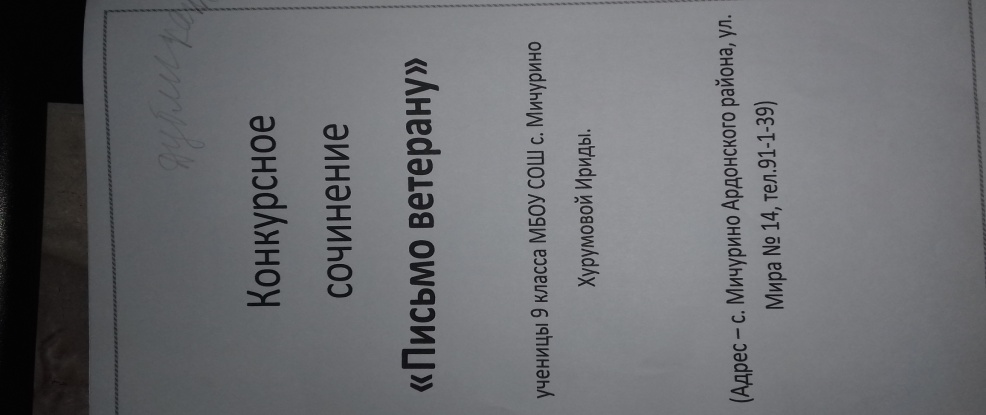 Конкурсное
сочинение
«Письмо ветерану»
ученицы 9 класса МБОУ СОШ с. Мичурино
Хурумовой Ириды.
(Адрес – с. Мичурино Ардонского района, ул.
Мира № 14, тел.91-1-39)